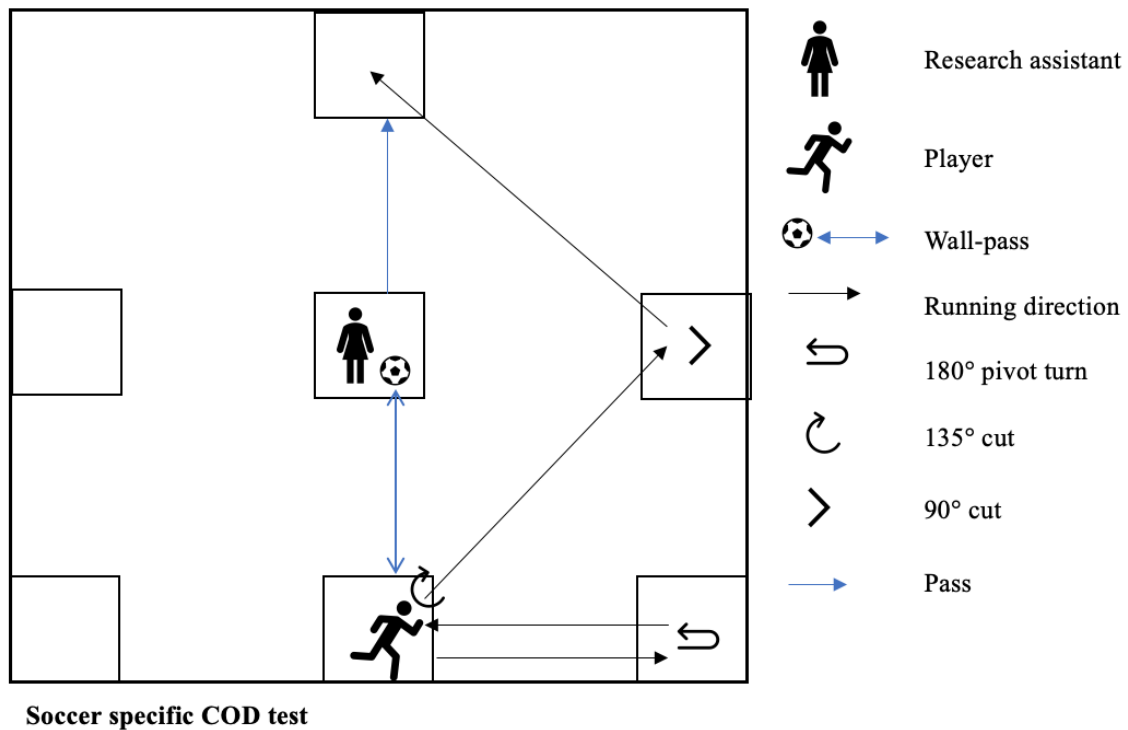 Research assistant
Player
Wall-pass
Running direction
180° pivot turn
135° cut
90° cut
Pass
Soccer specific COD test